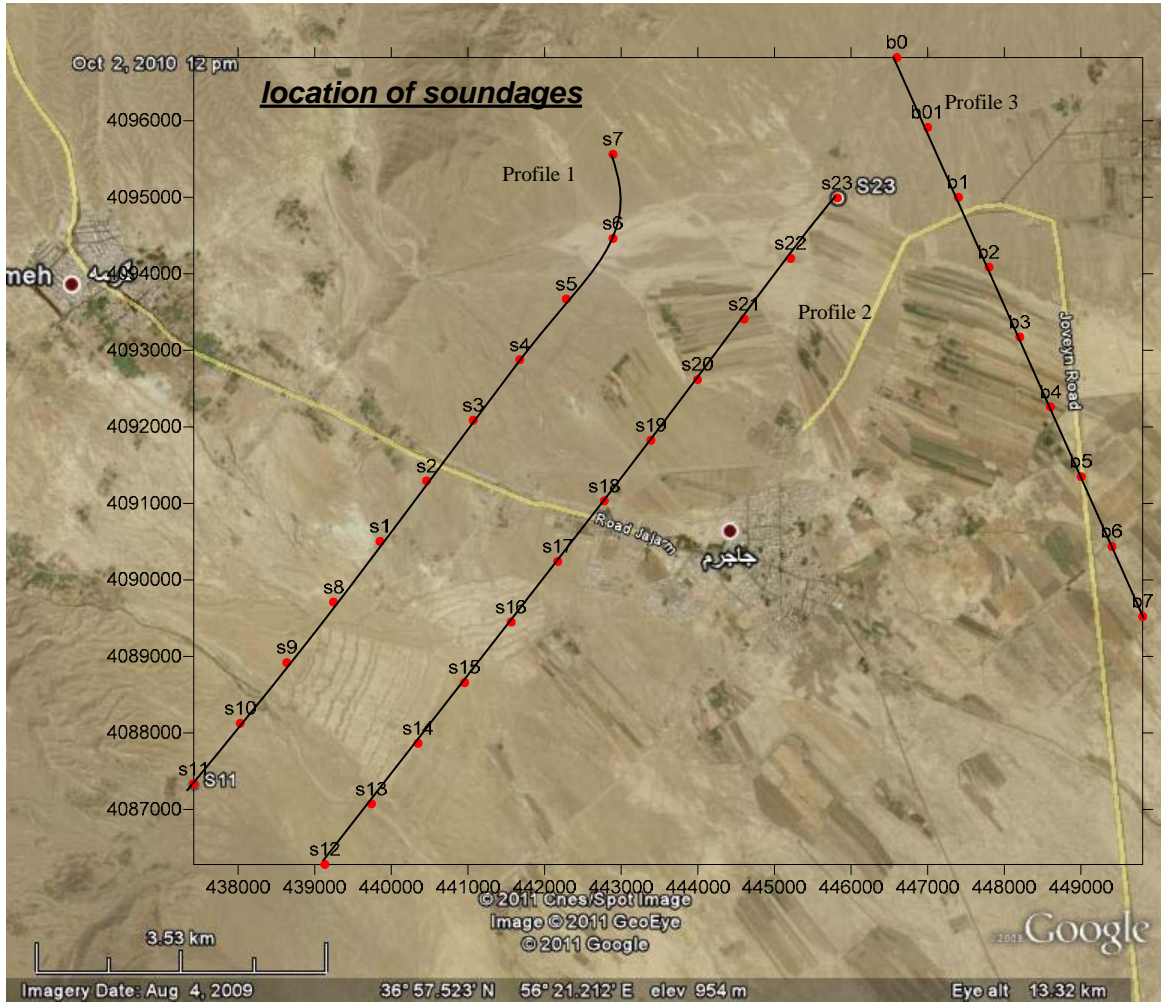 Oct 2, 2010 12 pm
location of soundages
b0
4096000
b01
Profile 3
s7
Profile 1
4095000
s23
S23
b1
s6
s22
b2
meh
کرمه
4094000
s5
s21
Profile 2
b3
Joveyn Road
4093000
s4
s20
b4
4092000
s3
s19
s2
b5
4091000
s18
s1
Road Jajarm
b6
s17
جاجرم
4090000
s8
s16
b7
4089000
s9
s15
4088000
s10
s14
s11
S11
s13
4087000
s12
438000 439000 440000 441000 442000 443000 444000 445000 446000 447000 448000 449000
© 2011 Cnes/Spot Image
Image © 2011 GeoEye
© 2011 Google
Google
3.53 km
Imagery Date: Aug 4, 2009 36° 57.523' N 56° 21.212' E elev 954 m Eye alt 13.32 km